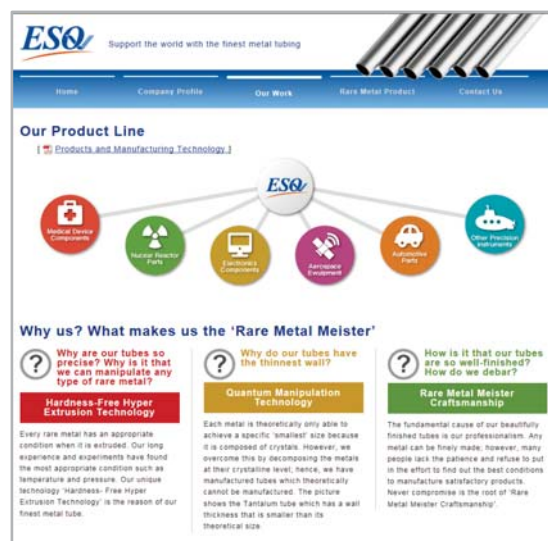 ESQ
Support the world with the finest metal tubing
Home
Company Profile
Our Work
Rare Metal Product
Contact Us
Our Product Line
[ Products and Manufacturing Technology ]
ESQ
Medical Device
Components
Nuclear Reactor
Parts
Electronics
Components
Aerospace
Automotive
Parts
Other Precision
Instruments
Why us? What makes us the ‘Rare Metal Meister’
?
Why are our tubes so
precise? Why is it that
we can manipulate any
type of rare metal?
Hardness-Free Hyper
Extrusion Technology
Every rare metal has an appropriate
condition when it is extruded. Our long
experience and experiments have found
the most appropriate condition such as
temperature and pressure. Our unique
technology ‘Hardness- Free Hyper
Extrusion Technology’ is the reason of our
finest metal tube.
?
Why do our tubes have
the thinnest wall?
Quantum Manipulation
Technology
Each metal is theoretically only able to
achieve a specific ‘smallest’ size because
it is composed of crystals. However, we
overcome this by decomposing the metals
at their crystalline level; hence, we have
manufactured tubes which theoretically
cannot be manufactured. The picture
shows the Tantalum tube which has a wall
thickness that is smaller than its
theoretical size
?
How is it that our tubes
are so well-finished?
How do we debar?
Rare Metal Meister
Craftsmanship
The fundamental cause of our beautifully
finished tubes is our professionalism. Any
metal can be finely made; however, many
people lack the patience and refuse to put
in the effort to find out the best conditions
to manufacture satisfactory products.
Never compromise is the root of ‘Rare
Metal Meister Craftsmanship’.